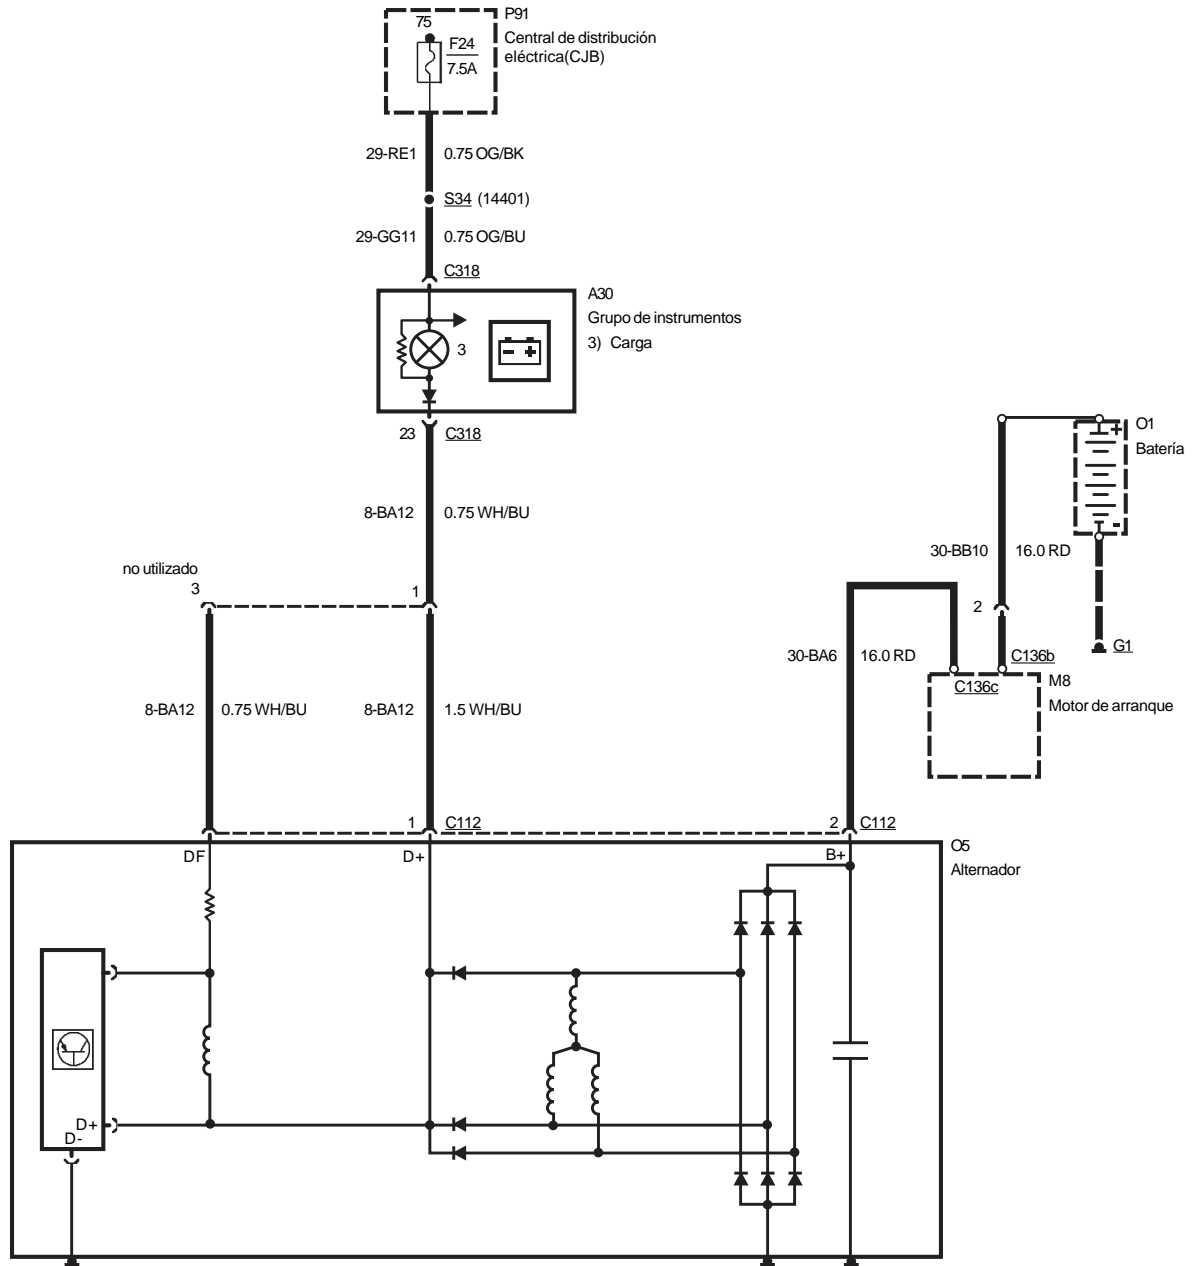 P91
75
Central de distribución
eléctrica(CJB)
F24
7.5A
29-RE1
0.75 OG/BK
S34 (14401)
29-GG11
0.75 OG/BU
C318
A30
Grupo de instrumentos
3) Carga
3
- +
23
C318
O1
Batería
+
-
8-BA12
0.75 WH/BU
30-BB10
16.0 RD
no utilizado
3
1
2
30-BA6
16.0 RD
C136b
G1
C136c
M8
Motor de arranque
8-BA12
0.75 WH/BU
8-BA12
1.5 WH/BU
1
C112
2
C112
O5
Alternador
DF
D+
B+
D+
D-